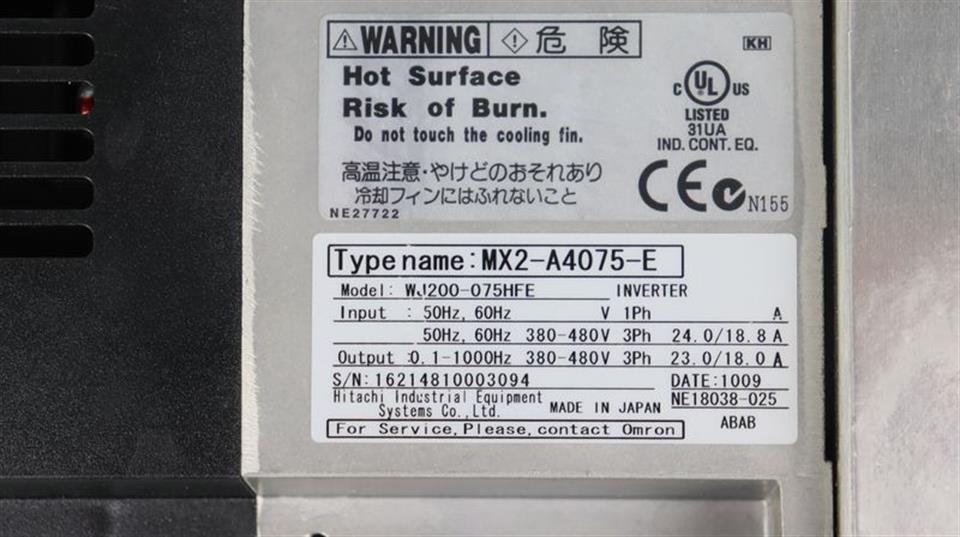 WARNING 危 険
KH
Hot Surface
Risk of Burn.
Do not touch the cooling fin.
高温注意・やけどのおそれあり
冷却フィンにはふれないこと
NE27722
C UL US
LISTED
31UA
IND. CONT. EQ.
CE N155
Type name: MX2-A4075-E
Model: WJ200-075HFE INVERTER
Input : 50Hz, 60Hz V 1Ph A
50Hz, 60Hz 380-480V 3Ph 24.0/18.8 A
Output :0.1-1000Hz 380-480V 3Ph 23.0/18.0 A
S/N: 16214810003094 DATE: 1009
Hitachi Industrial Equipment
Systems Co., Ltd. MADE IN JAPAN NE18038-025
For Service, Please, contact Omron ABAB